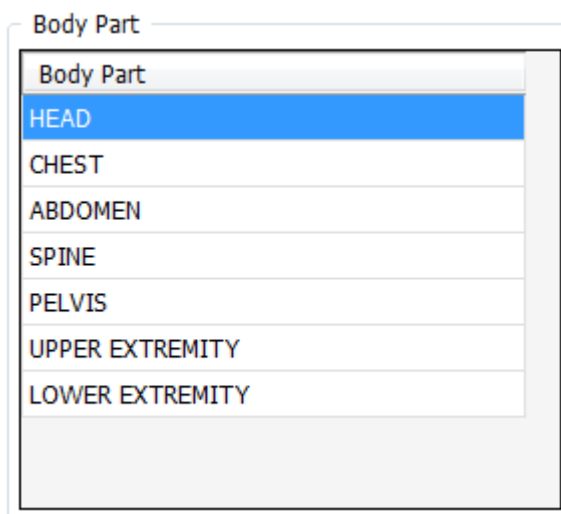 Body Part
Body Part
HEAD
CHEST
ABDOMEN
SPINE
PELVIS
UPPER EXTREMITY
LOWER EXTREMITY